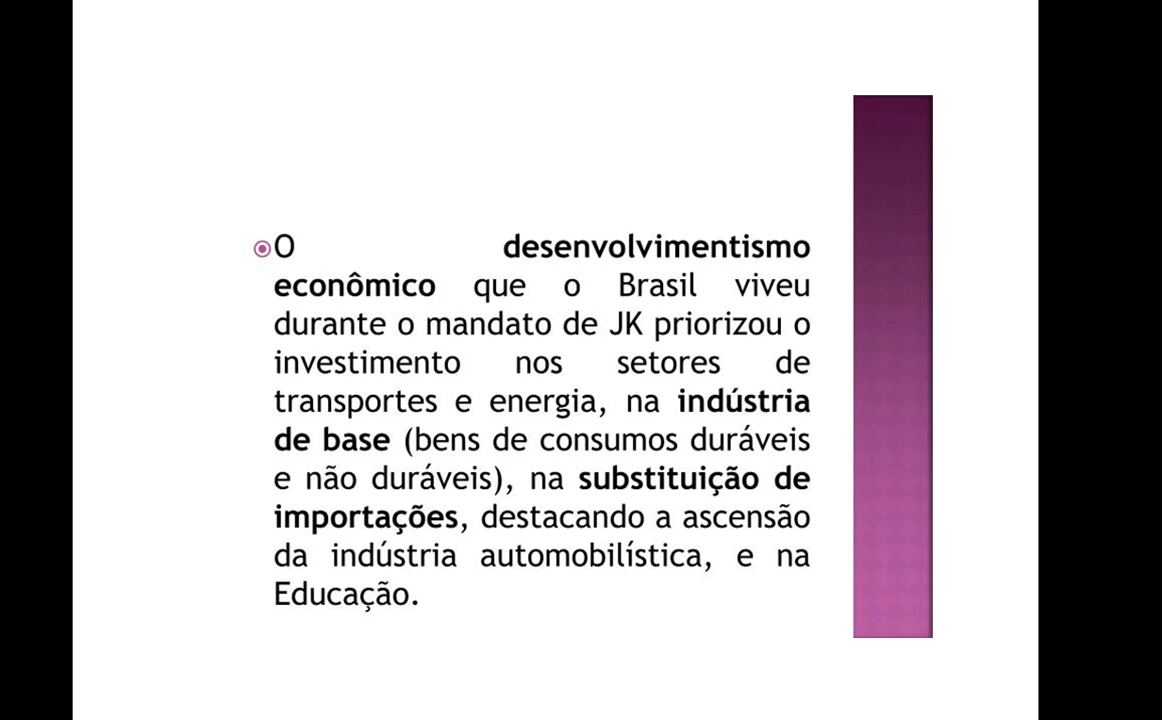 O desenvolvimentismo
econômico que o Brasil viveu
durante o mandato de JK priorizou o
investimento nos setores de
transportes e energia, na indústria
de base (bens de consumos duráveis
e não duráveis), na substituição de
importações, destacando a ascensão
da indústria automobilística, e na
Educação.